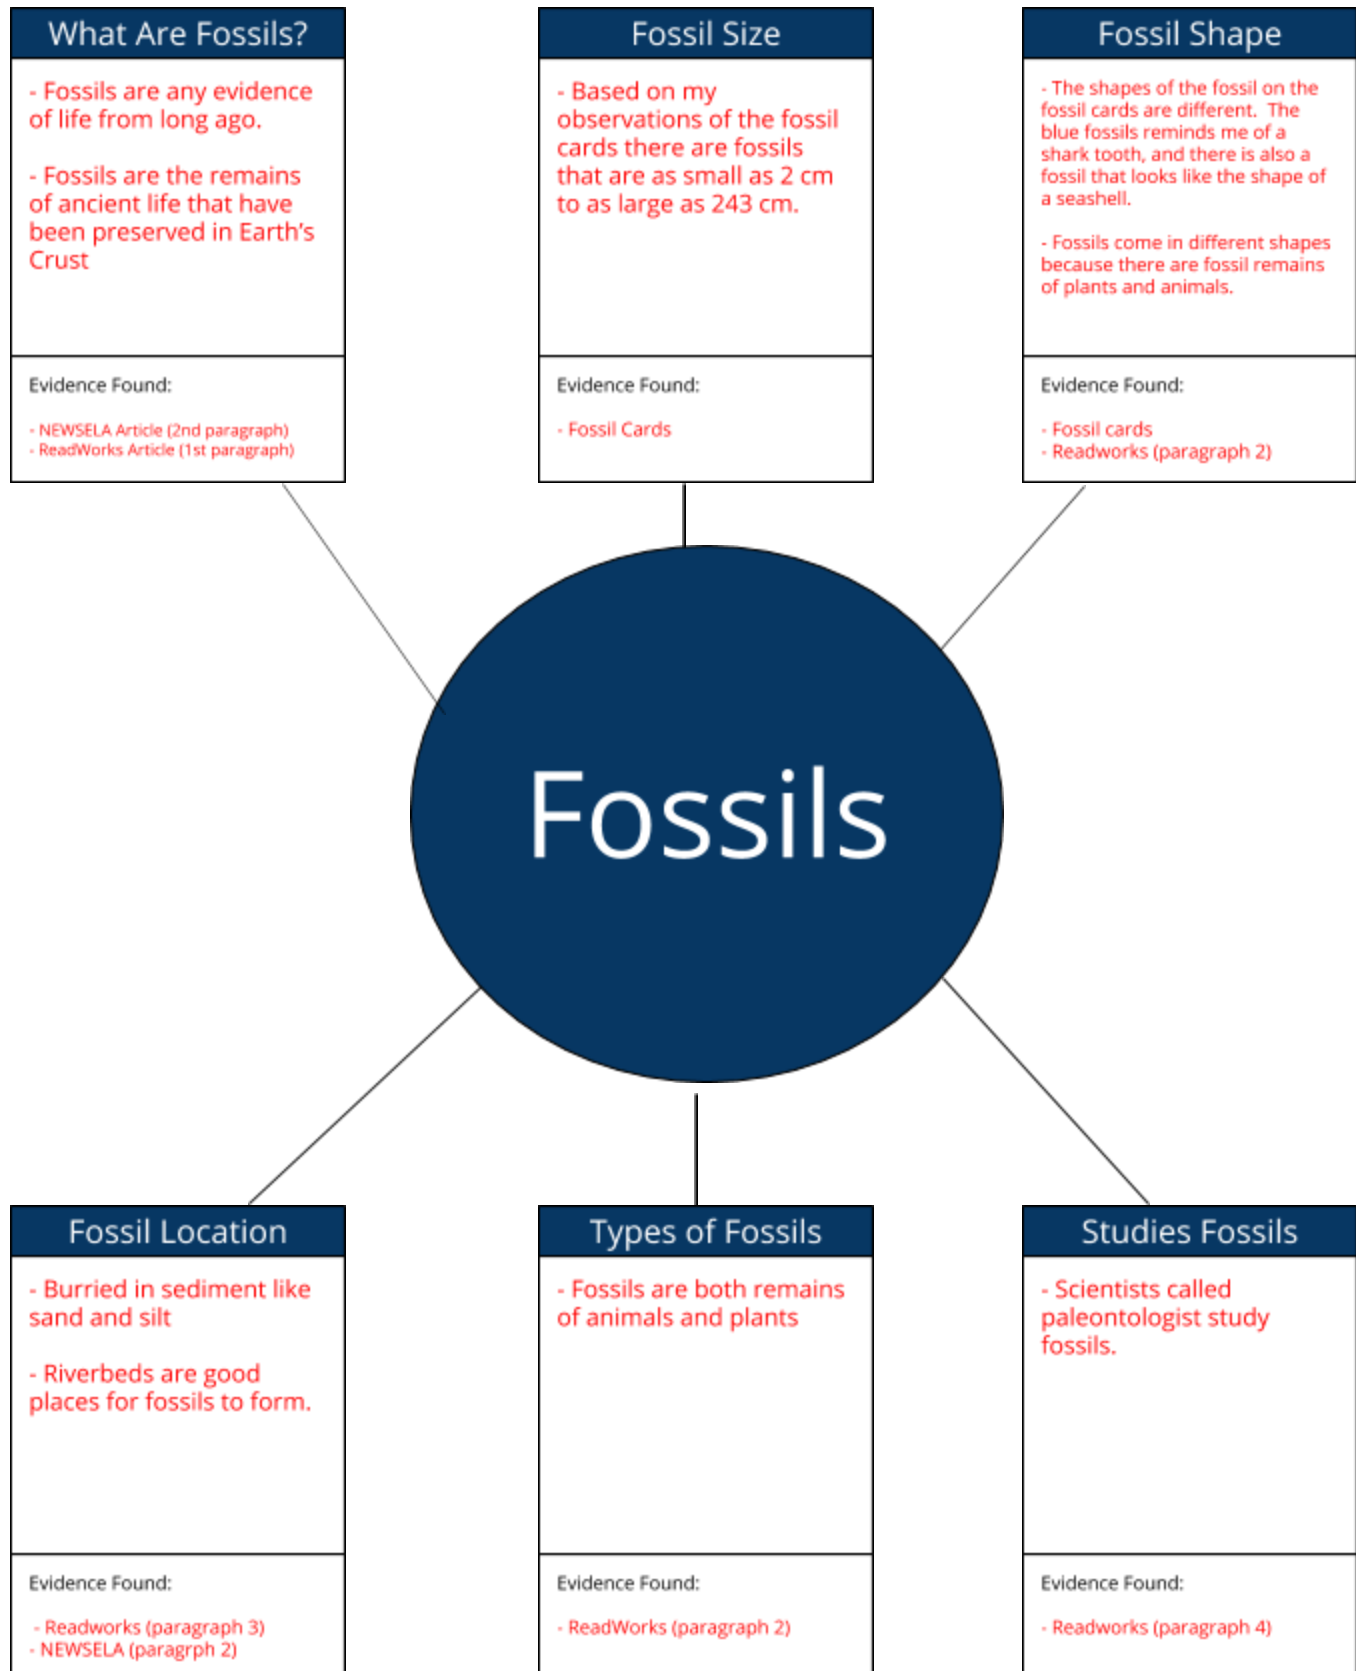 What Are Fossils?
- Fossils are any evidence
of life from long ago.
- Fossils are the remains
of ancient life that have
been preserved in Earth's
Crust
Evidence Found:
- NEWSELA Article (2nd paragraph)
- ReadWorks Article (1st paragraph)
Fossil Size
- Based on my
observations of the fossil
cards there are fossils
that are as small as 2 cm
to as large as 243 cm.
Evidence Found:
- Fossil Cards
Fossil Shape
- The shapes of the fossil on the
fossil cards are different.  The
blue fossils reminds me of a
shark tooth, and there is also a
fossil that looks like the shape of
a seashell.
- Fossils come in different shapes
because there are fossil remains
of plants and animals.
Evidence Found:
- Fossil cards
- Readworks (paragraph 2)
Fossils
Fossil Location
- Burried in sediment like
sand and silt
- Riverbeds are good
places for fossils to form.
Evidence Found:
- Readworks (paragraph 3)
- NEWSELA (paragrph 2)
Types of Fossils
- Fossils are both remains
of animals and plants
Evidence Found:
- ReadWorks (paragraph 2)
Studies Fossils
- Scientists called
paleontologist study
fossils.
Evidence Found:
- Readworks (paragraph 4)